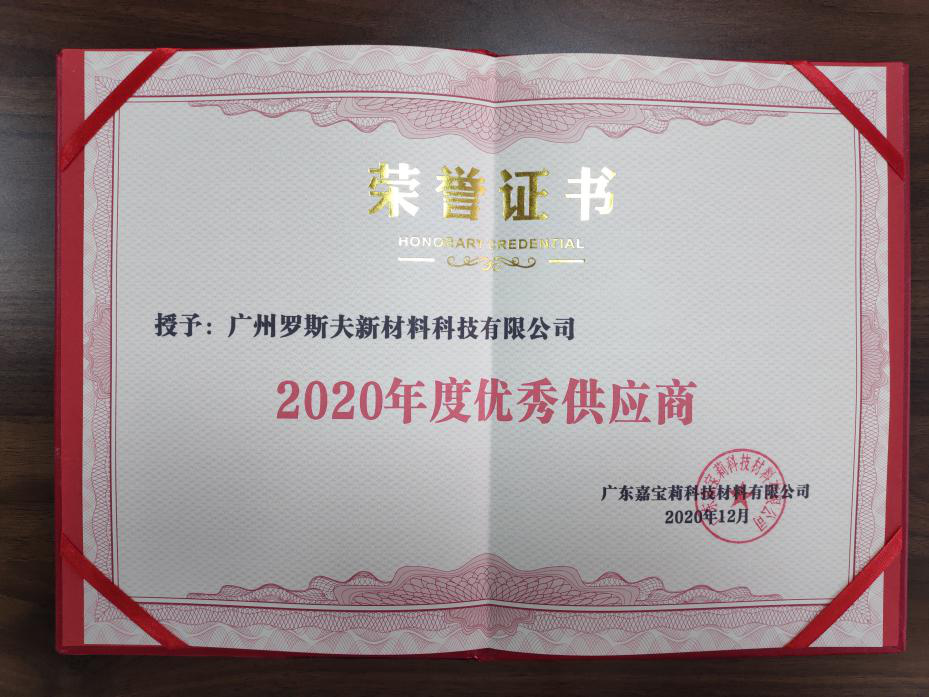 荣誉证书
HONORARY CREDENTIAL
授予：广州罗斯夫新材料科技有限公司
2020年度优秀供应商
广东嘉宝莉科技材料有限公司
2020年12月